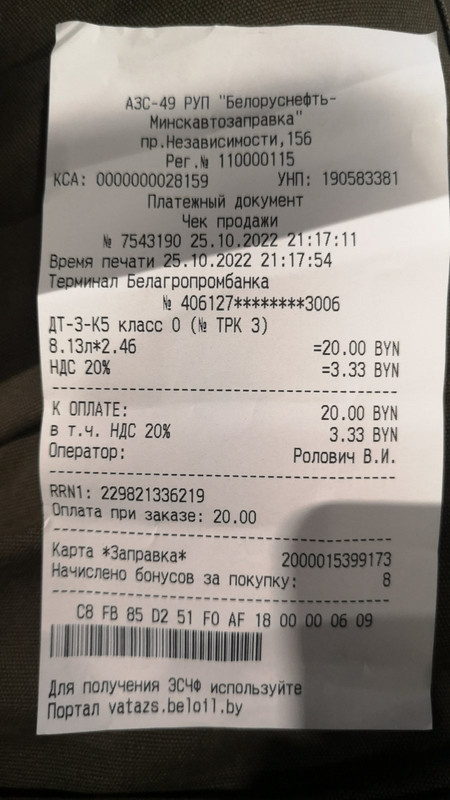 АЗС-49 РУП "Белоруснефть-
Минскавтозаправка"
пр.Независимости,156
Рег.№ 110000115
КСА: 0000000028159 УНП: 190583381
Платежный документ
Чек продажи
№ 7543190 25.10.2022 21:17:11
Время печати 25.10.2022 21:17:54
Терминал Белагропромбанка
№ 406127********3006
ДТ-З-К5 класс 0 (№ ТРК 3)
8.13л*2.46 =20.00 BYN
НДС 20% =3.33 BYN
К ОПЛАТЕ: 20.00 BYN
в т.ч. НДС 20% 3.33 BYN
Оператор: Ролович В.И.
RRN1: 229821336219
Оплата при заказе: 20.00
Карта *Заправка* 2000015399173
Начислено бонусов за покупку: 8
C8 FB 85 D2 51 F0 AF 18 00 00 06 09
Для получения ЭСЧФ используйте
Портал vatazs.beloil.by